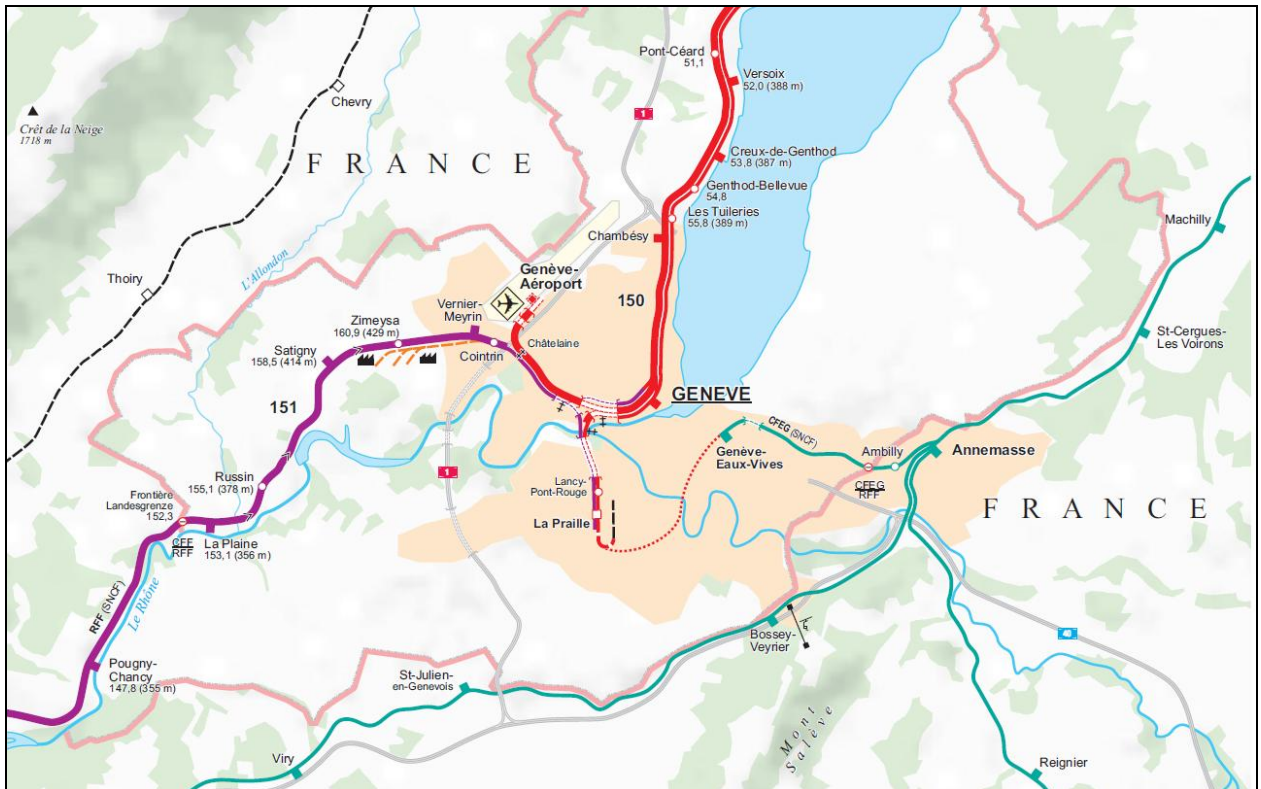 Pont-Céard
51,1
Versoix
52,0 (388 m)
Chevry
1
Crêt de la Neige
1718 m
FRANCE
Creux-de-Genthod
53,8 (387 m)
Genthod-Bellevue
54,8
Les Tuileries
55,8 (389 m)
Machilly
Chambésy
L'Allondon
Thoiry
Genève-
Aéroport
150
Vernier-
Meyrin
Zimeysa
160,9 (429 m)
Châtelaine
Cointrin
Satigny
158,5 (414 m)
St-Cergues-
Les Voirons
151
GENEVE
CFEG (SNCF)
Genève-
Eaux-Vives
Ambilly
Annemasse
1
Russin
155,1 (378 m)
Lancy-
Pont-Rouge
CFEG
RFF
Frontière
Landesgrenze
152,3
La Praille
FRANCE
CFF
RFF
La Plaine
153,1 (356 m)
RFF (SNCF)
Le Rhône
Bossey-
Veyrier
40
Pougny-
Chancy
147,8 (355 m)
St-Julien-
en-Genevois
Mont
Salève
Viry
Reignier